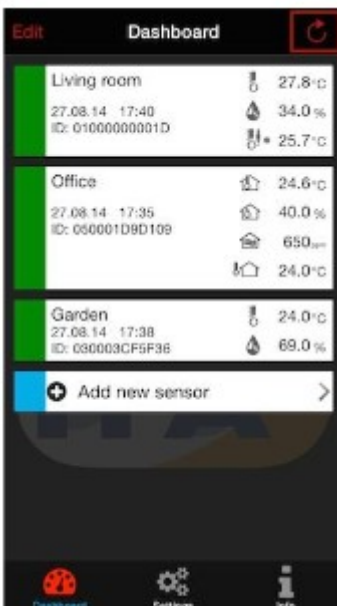 Edit Dashboard
Living room 27.8°C
27.08.14 17:40 34.0%
ID: 01000000001D
25.7°C
Office 24.6°C
27.08.14 17:35 40.0%
ID: 050001D9D109
650ppm
24.0°C
Garden 24.0°C
27.08.14 17:38
ID: 030003CF5F36 69.0%
Add new sensor
Dashboard Settings Info